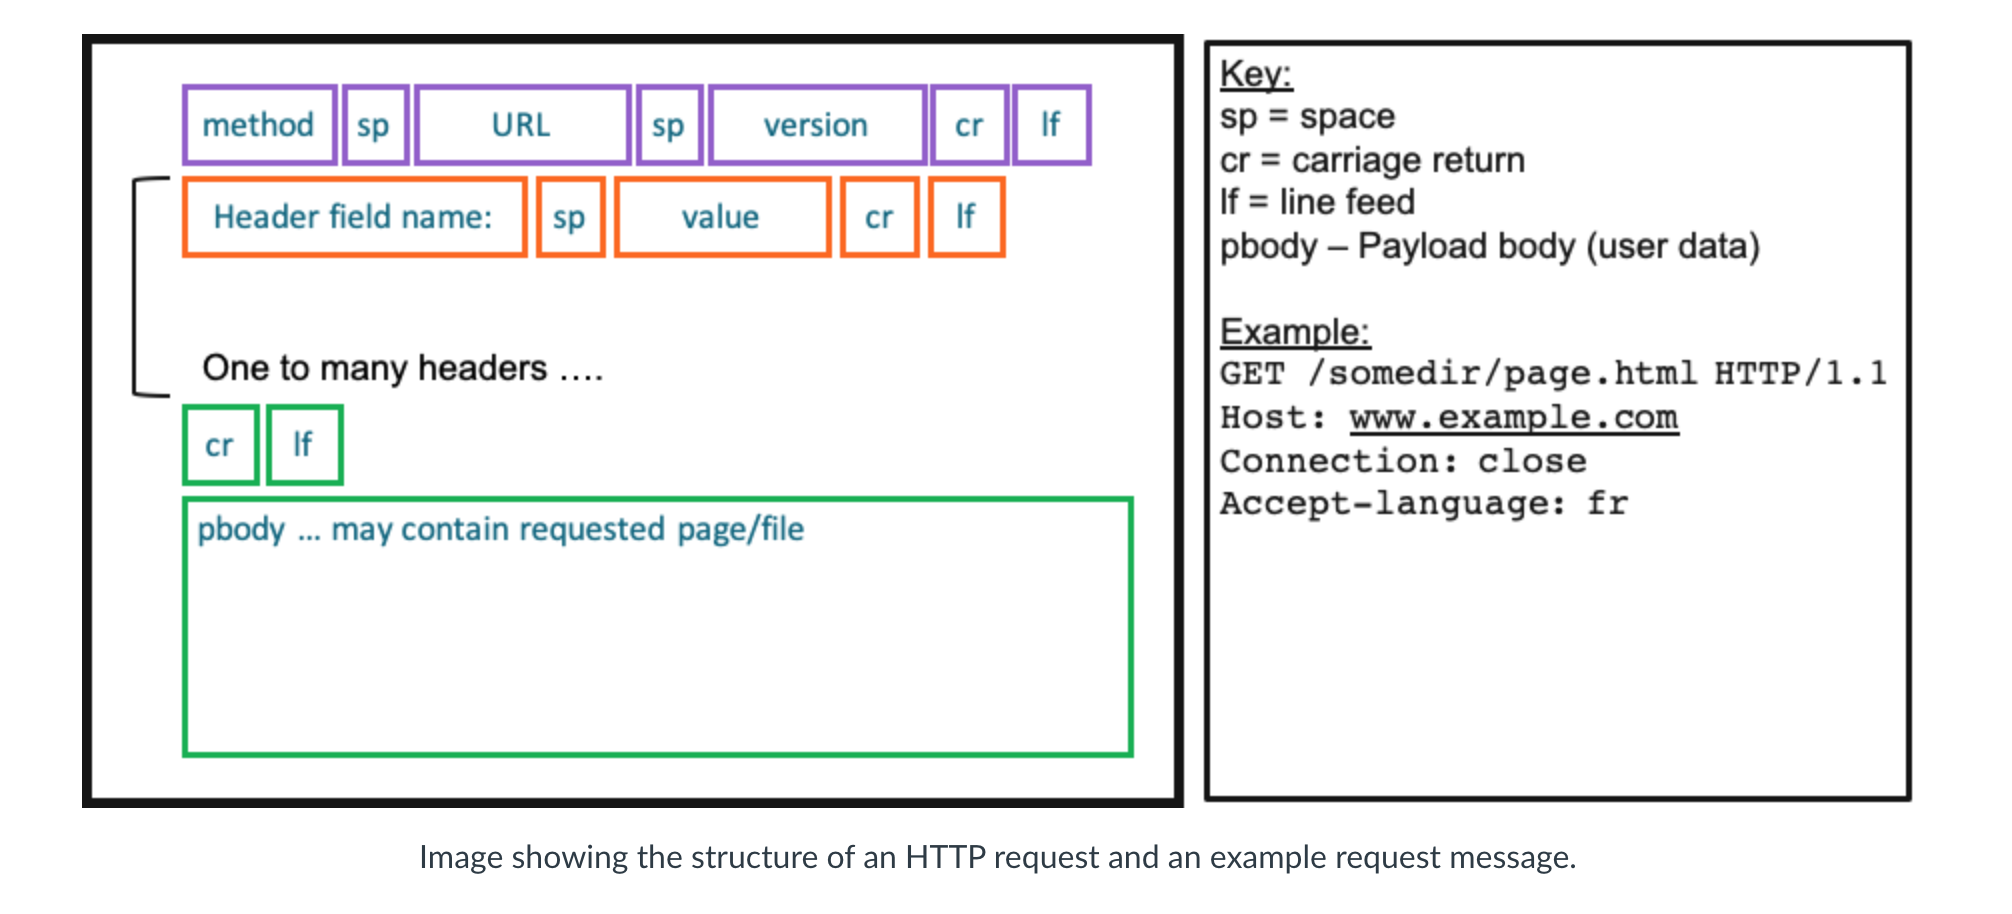 method sp URL sp version cr lf
Header field name: sp value cr lf
One to many headers ....
cr lf
pbody ... may contain requested page/file
Key:
sp = space
cr = carriage return
lf = line feed
pbody – Payload body (user data)
Example:
GET /somedir/page.html HTTP/1.1
Host: www.example.com
Connection: close
Accept-language: fr
Image showing the structure of an HTTP request and an example request message.